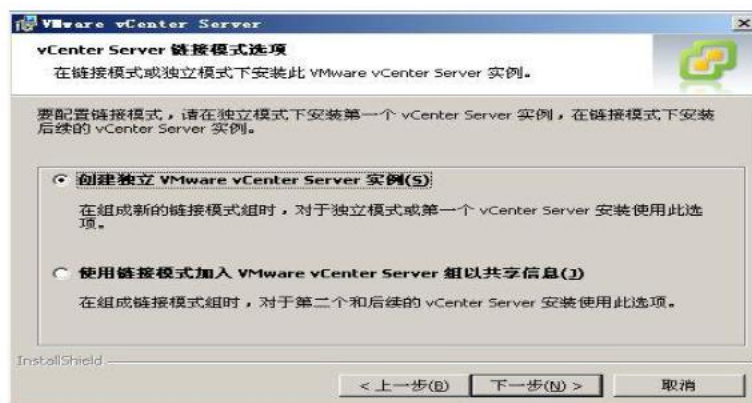 VMware vCenter Server
vCenter Server 链接模式选项
在链接模式或独立模式下安装此 VMware vCenter Server 实例。
要配置链接模式，请在独立模式下安装第一个 vCenter Server 实例，在链接模式下安装
后续的 vCenter Server 实例。
创建独立 VMware vCenter Server 实例(S)
在组成新的链接模式组时，对于独立模式或第一个 vCenter Server 安装使用此选
项。
使用链接模式加入 VMware vCenter Server 组以共享信息(J)
在组成链接模式组时，对于第二个和后续的 vCenter Server 安装使用此选项。
InstallShield
< 上一步(B) 下一步(N) > 取消